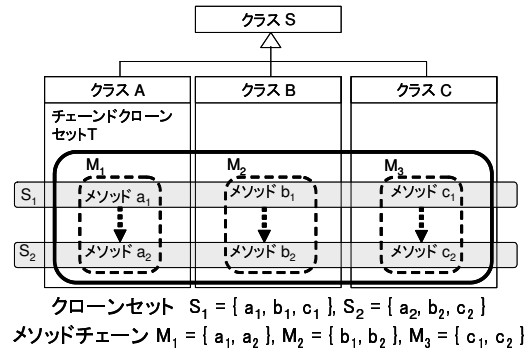 クラス S
クラス A クラス B クラス C
チェーンドクローン
セットT
M1 M2 M3
S1 メソッド a1 メソッド b1 メソッド c1
S2 メソッド a2 メソッド b2 メソッド c2
クローンセット S1 = { a1, b1, c1 }, S2 = { a2, b2, c2 }
メソッドチェーン M1 = { a1, a2 }, M2 = { b1, b2 }, M3 = { c1, c2 }